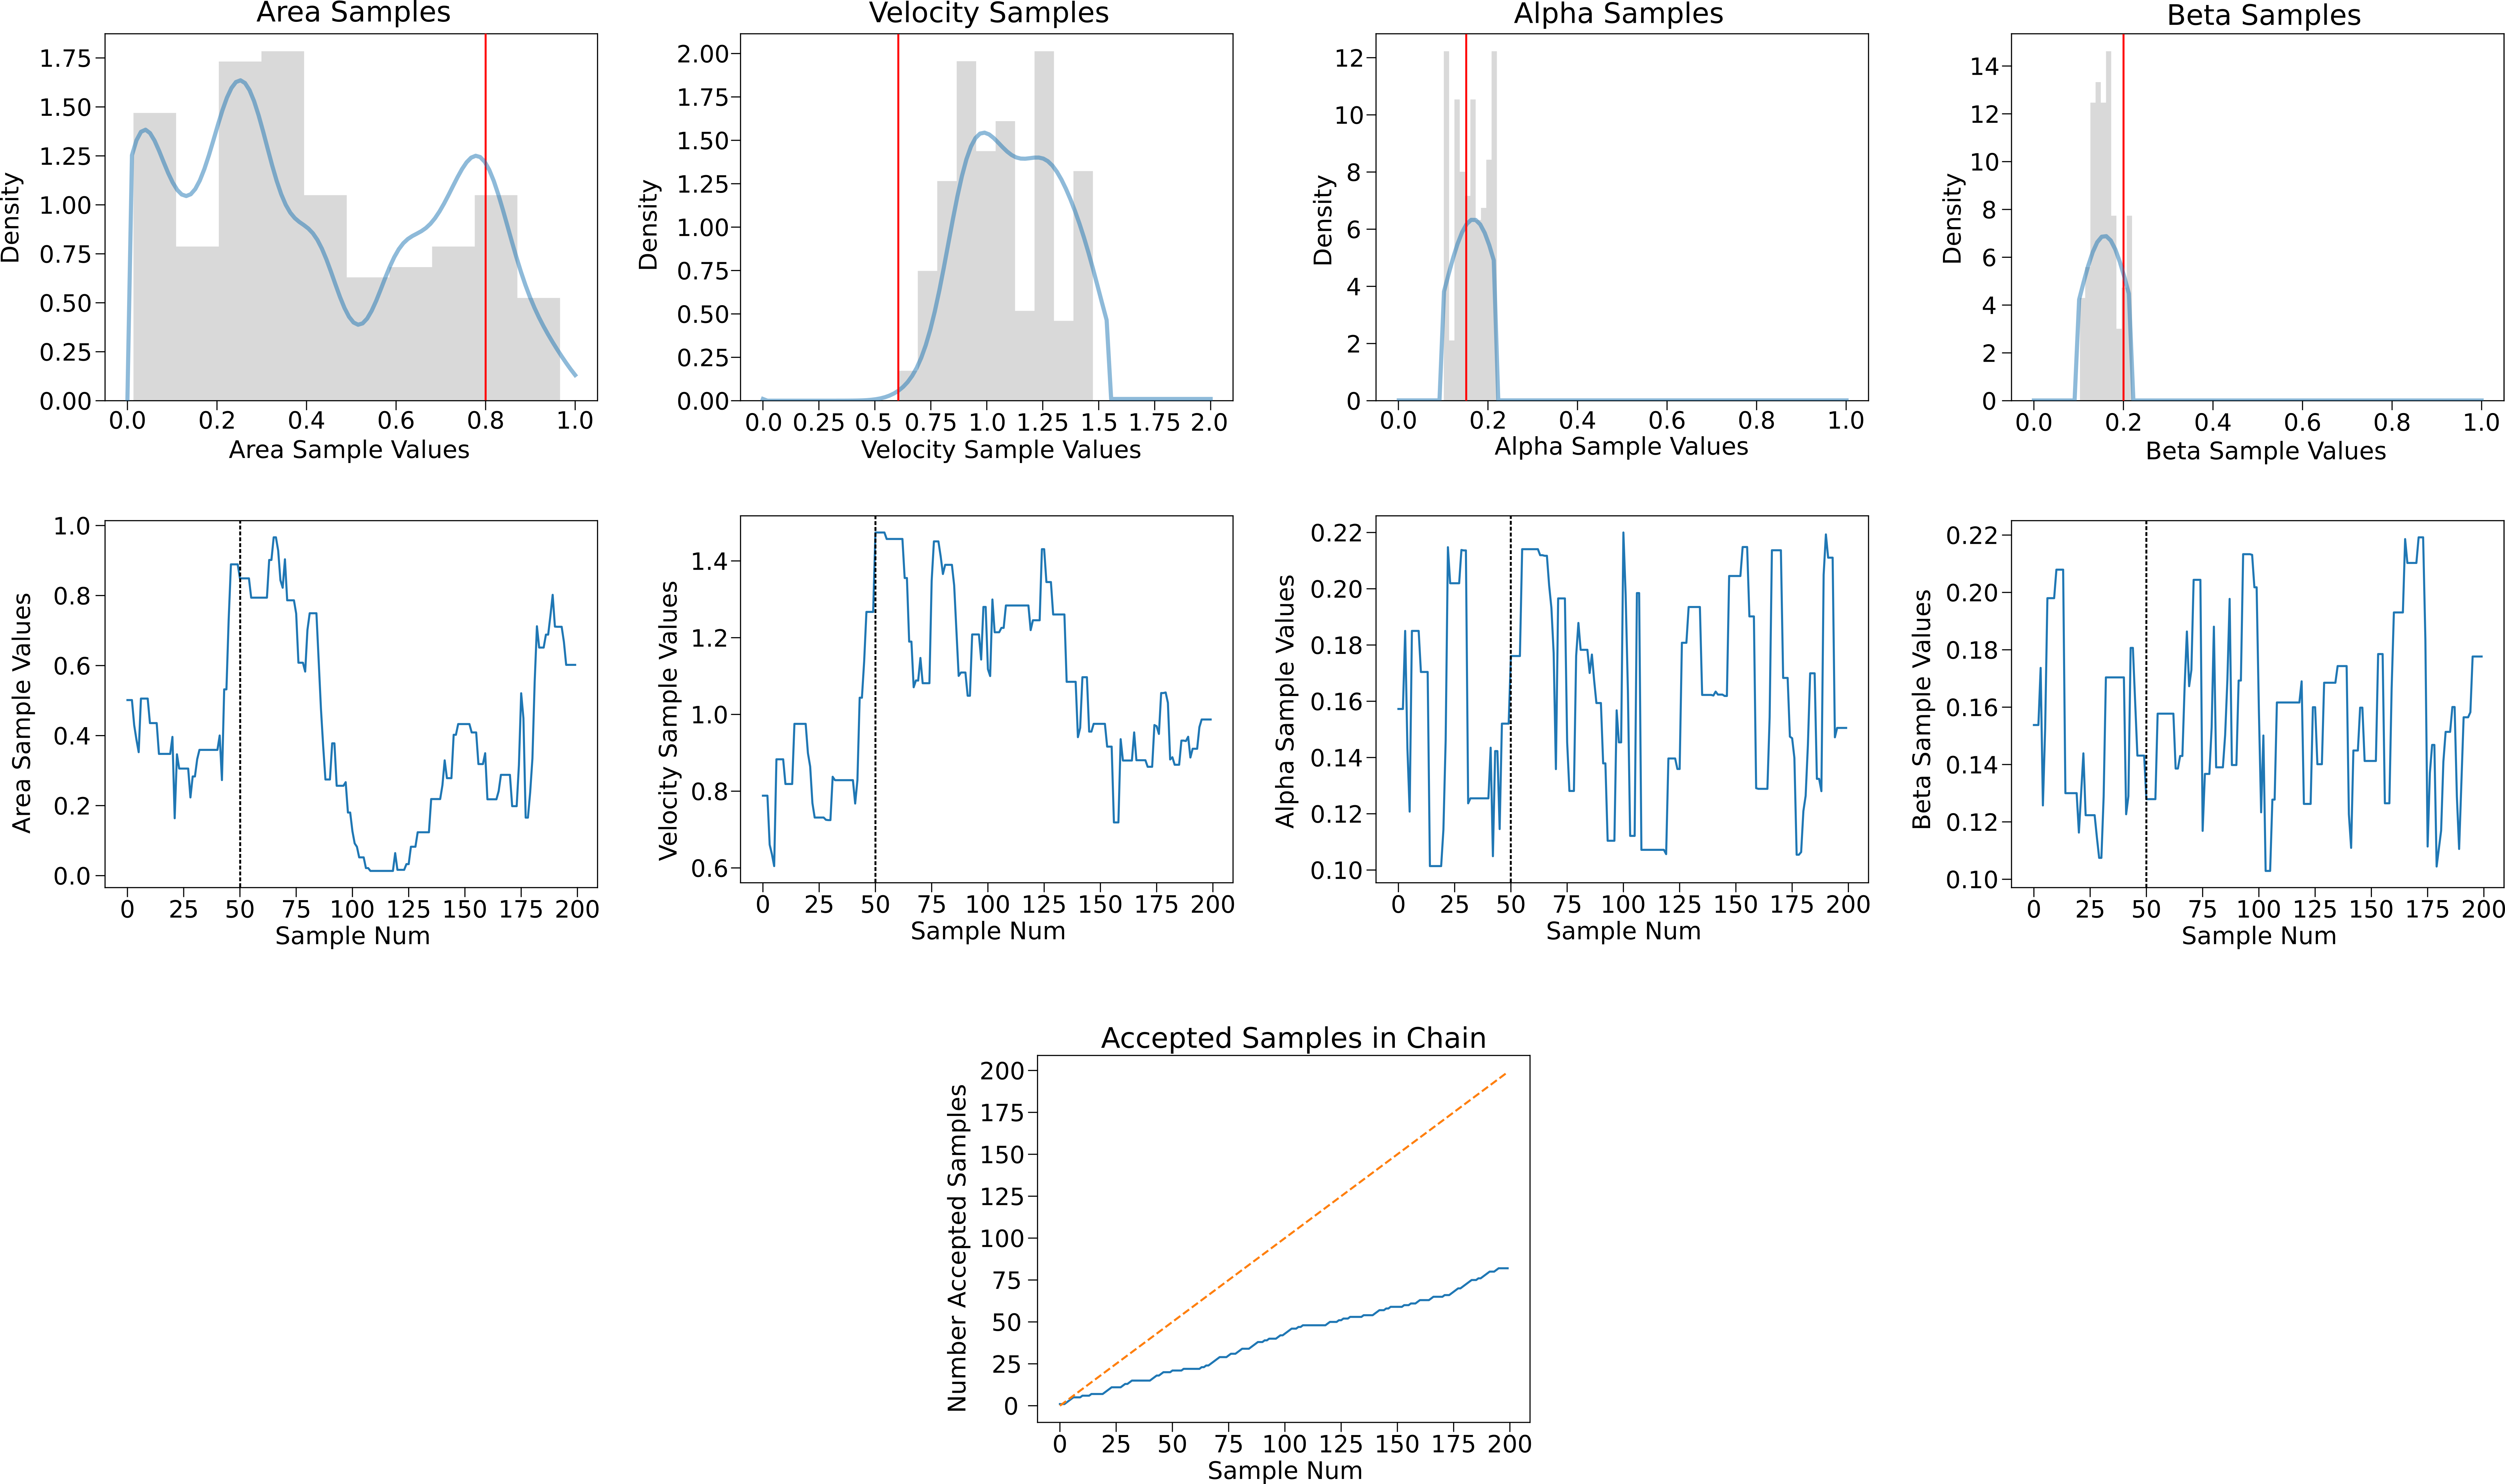 Area Samples
Velocity Samples
Alpha Samples
Beta Samples
Density
1.75
1.50
1.25
1.00
0.75
0.50
0.25
0.00
0.0 0.2 0.4 0.6 0.8 1.0
Area Sample Values
Density
2.00
1.75
1.50
1.25
1.00
0.75
0.50
0.25
0.00
0.0 0.25 0.5 0.75 1.0 1.25 1.5 1.75 2.0
Velocity Sample Values
Density
12
10
8
6
4
2
0
0.0 0.2 0.4 0.6 0.8 1.0
Alpha Sample Values
Density
14
12
10
8
6
4
2
0
0.0 0.2 0.4 0.6 0.8 1.0
Beta Sample Values
Area Sample Values
1.0
0.8
0.6
0.4
0.2
0.0
0 25 50 75 100 125 150 175 200
Sample Num
Velocity Sample Values
1.4
1.2
1.0
0.8
0.6
0 25 50 75 100 125 150 175 200
Sample Num
Alpha Sample Values
0.22
0.20
0.18
0.16
0.14
0.12
0.10
0 25 50 75 100 125 150 175 200
Sample Num
Beta Sample Values
0.22
0.20
0.18
0.16
0.14
0.12
0.10
0 25 50 75 100 125 150 175 200
Sample Num
Accepted Samples in Chain
Number Accepted Samples
200
175
150
125
100
75
50
25
0
0 25 50 75 100 125 150 175 200
Sample Num